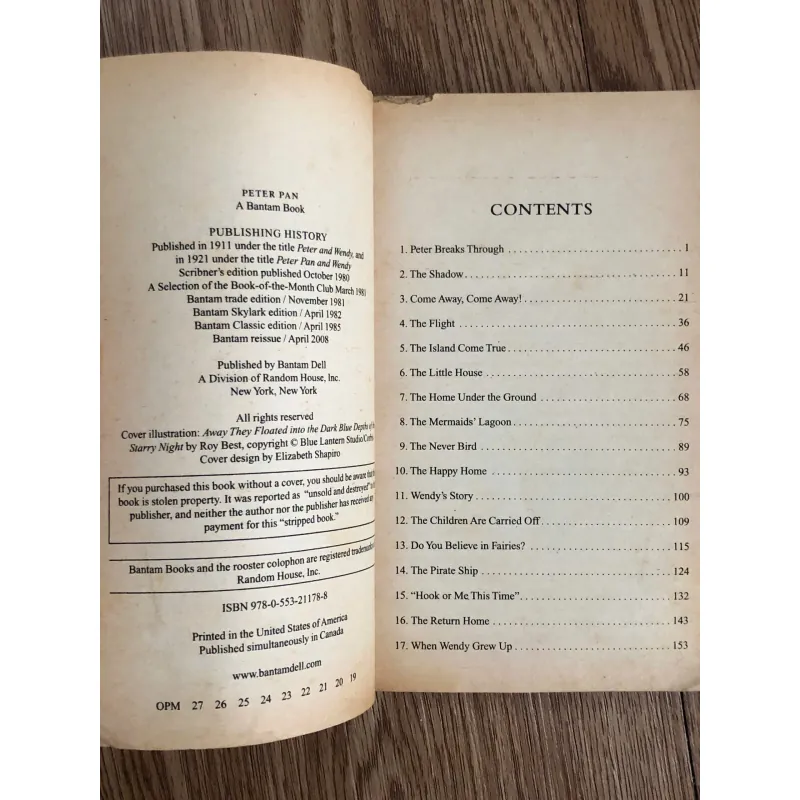 PETER PAN
A Bantam Book
PUBLISHING HISTORY
Published in 1911 under the title Peter and Wendy, and
in 1921 under the title Peter Pan and Wendy
Scribner's edition published October 1980
A Selection of the Book-of-the-Month Club March 1981
Bantam trade edition / November 1981
Bantam Skylark edition / April 1982
Bantam Classic edition / April 1985
Bantam reissue / April 2008
Published by Bantam Dell
A Division of Random House, Inc.
New York, New York
All rights reserved
Cover illustration: Away They Floated into the Dark Blue Depths of
Starry Night by Roy Best, copyright © Blue Lantern Studio/
Cover design by Elizabeth Shapiro
If you purchased this book without a cover, you should be aware
book is stolen property. It was reported as "unsold and destroyed"
publisher, and neither the author nor the publisher has received
payment for this "stripped book."
Bantam Books and the rooster colophon are registered
Random House, Inc.
ISBN 978-0-553-21178-8
Printed in the United States of America
Published simultaneously in Canada
www.bantamdell.com
OPM 27 26 25 24 23 22 21 20 19
CONTENTS
1. Peter Breaks Through 1
2. The Shadow 11
3. Come Away, Come Away! 21
4. The Flight 36
5. The Island Come True 46
6. The Little House 58
7. The Home Under the Ground 68
8. The Mermaids' Lagoon 75
9. The Never Bird 89
10. The Happy Home 93
11. Wendy's Story 100
12. The Children Are Carried Off 109
13. Do You Believe in Fairies? 115
14. The Pirate Ship 124
15. "Hook or Me This Time" 132
16. The Return Home 143
17. When Wendy Grew Up 153